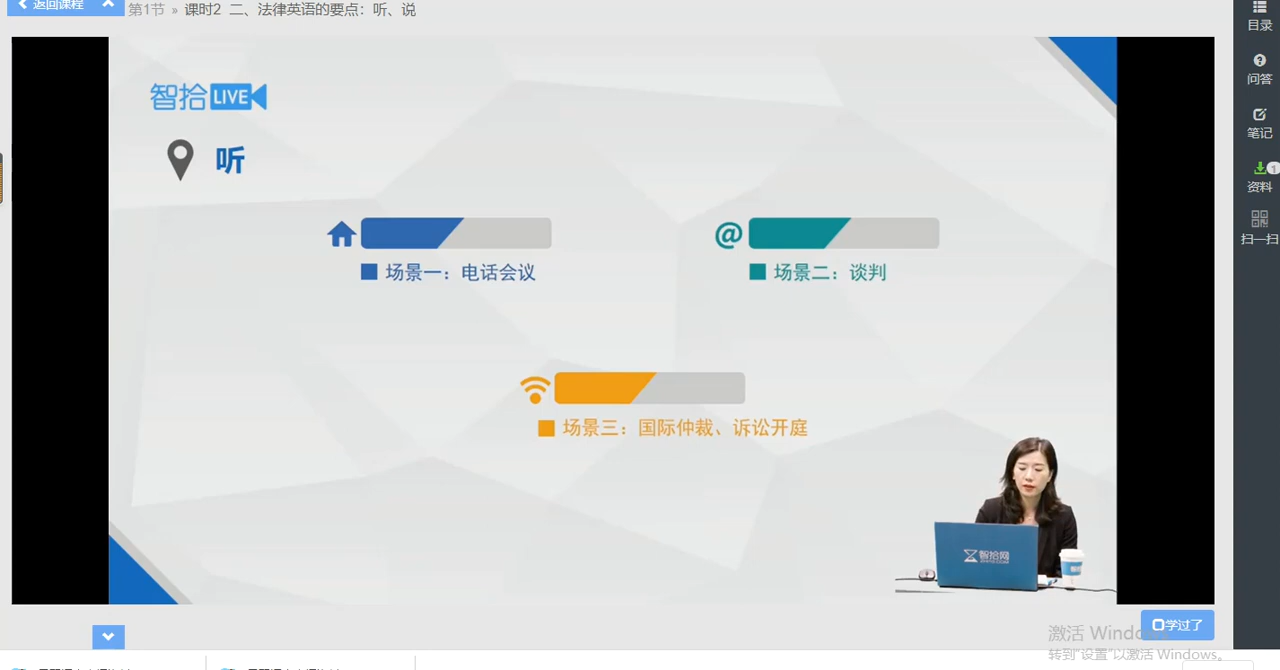 返回课程
第1节 » 课时2 二、法律英语的要点：听、说
目录
问答
笔记
1
资料
扫一扫
智拾LIVE
听
@
场景一：电话会议
场景二：谈判
场景三：国际仲裁、诉讼开庭
智拾网
学过了
激活 Windows
转到"设置"以激活 Windows。